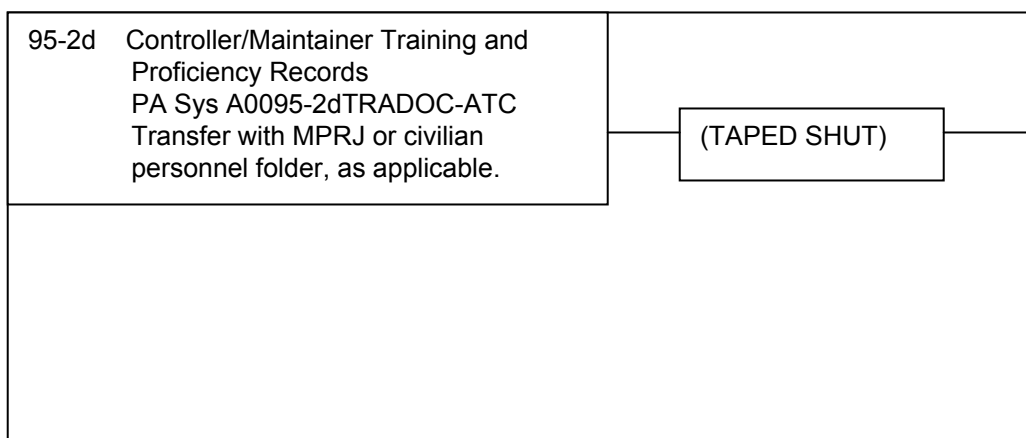 95-2d Controller/Maintainer Training and
Proficiency Records
PA Sys A0095-2dTRADOC-ATC
Transfer with MPRJ or civilian
personnel folder, as applicable.
(TAPED SHUT)